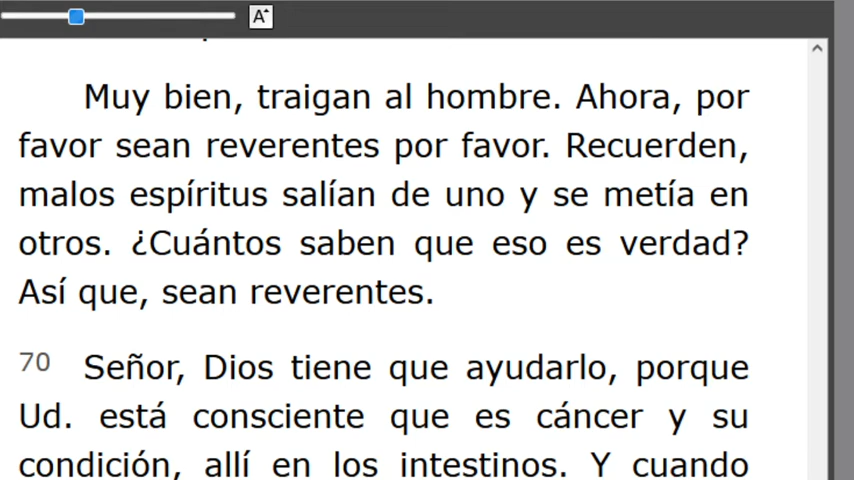 A
Muy bien, traigan al hombre. Ahora, por
favor sean reverentes por favor. Recuerden,
malos espíritus salían de uno y se metía en
otros. ¿Cuántos saben que eso es verdad?
Así que, sean reverentes.
70 Señor, Dios tiene que ayudarlo, porque
Ud. está consciente que es cáncer y su
condición, allí en los intestinos. Y cuando